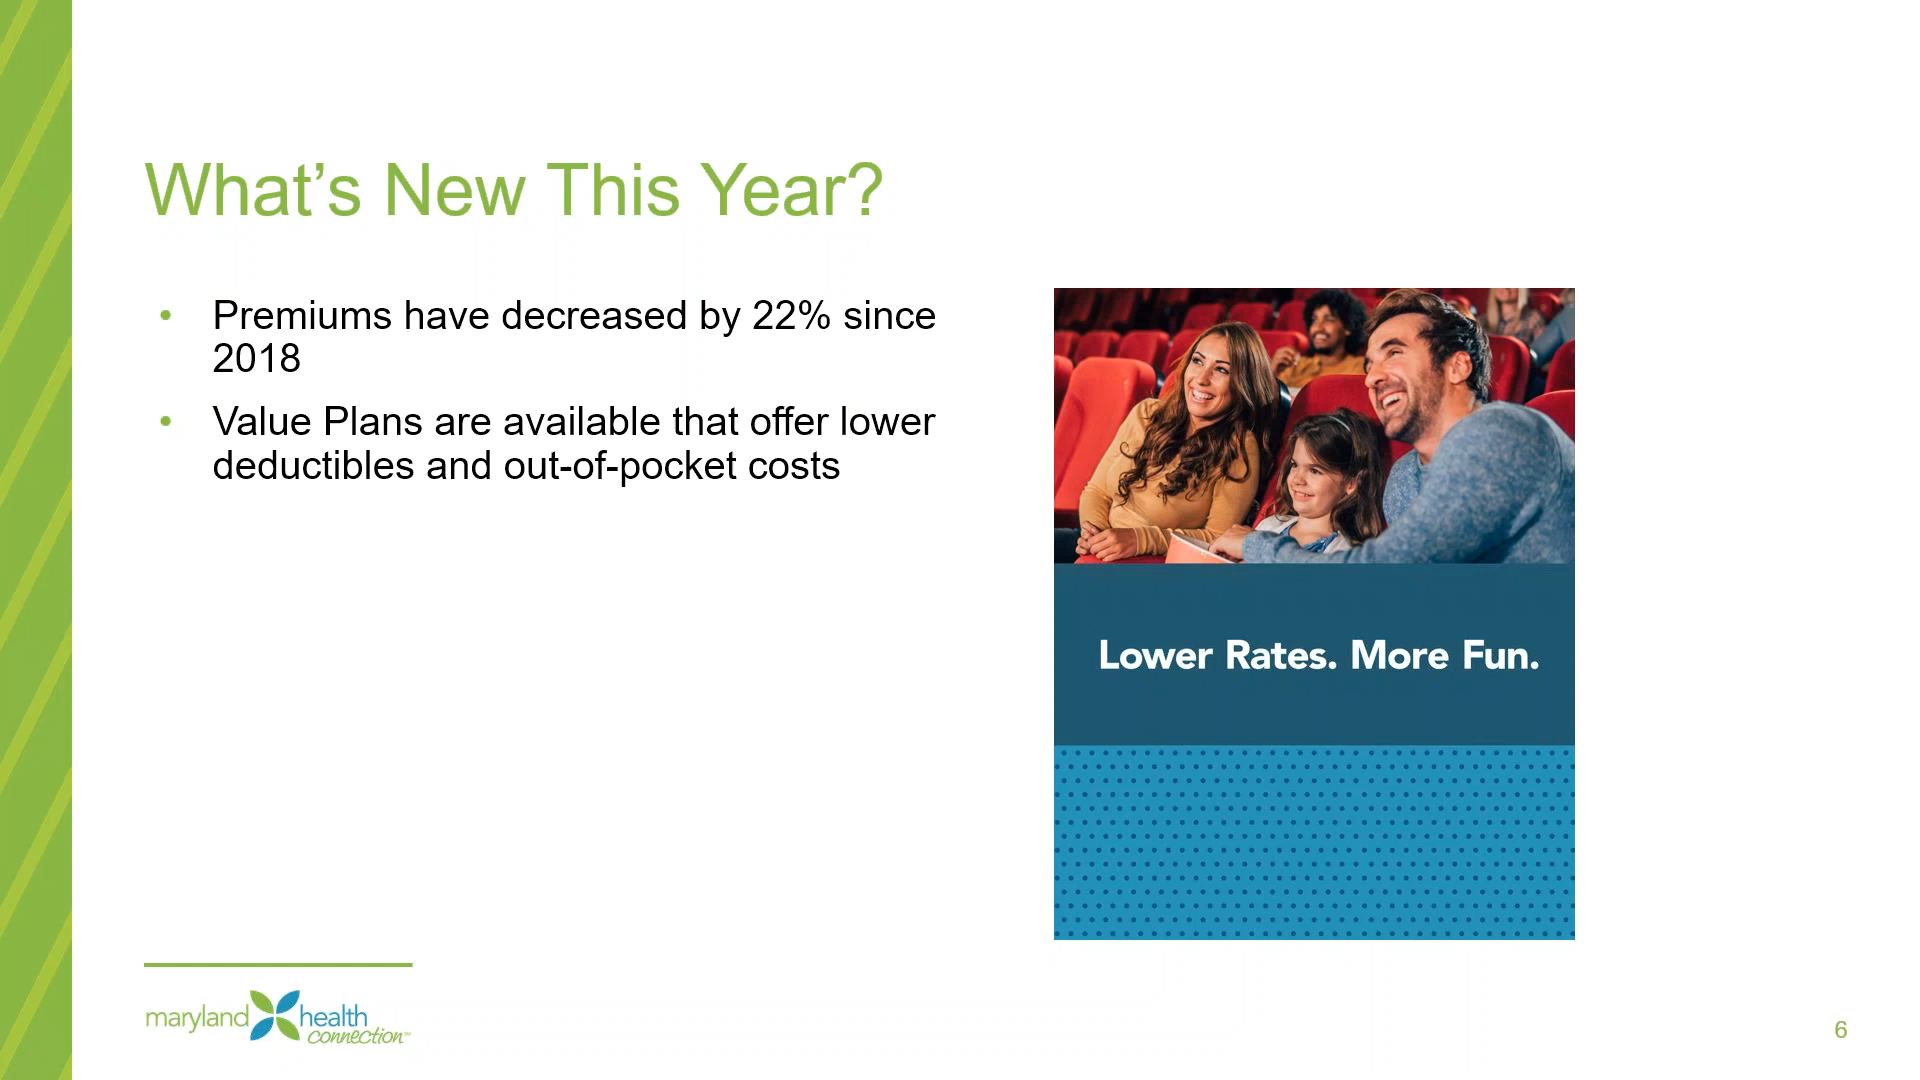 What’s New This Year?
• Premiums have decreased by 22% since
2018
• Value Plans are available that offer lower
deductibles and out-of-pocket costs
Lower Rates. More Fun.
maryland health
connection
6